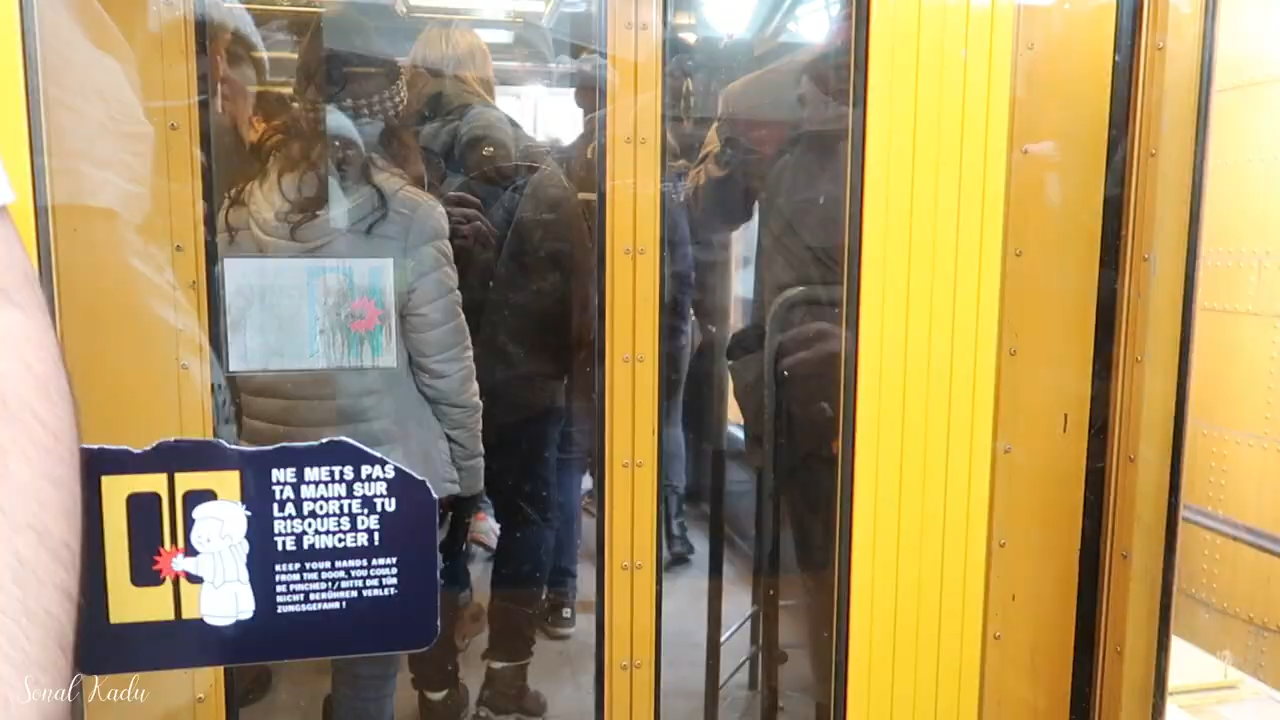 NE METS PAS
TA MAIN SUR
LA PORTE, TU
RISQUES DE
TE PINCER !
KEEP YOUR HANDS AWAY
FROM THE DOOR, YOU COULD
BE PINCHED ! / BITTE DIE TÜR
NICHT BERÜHREN VERLET-
ZUNGSGEFAHR !
Sonal Kadu